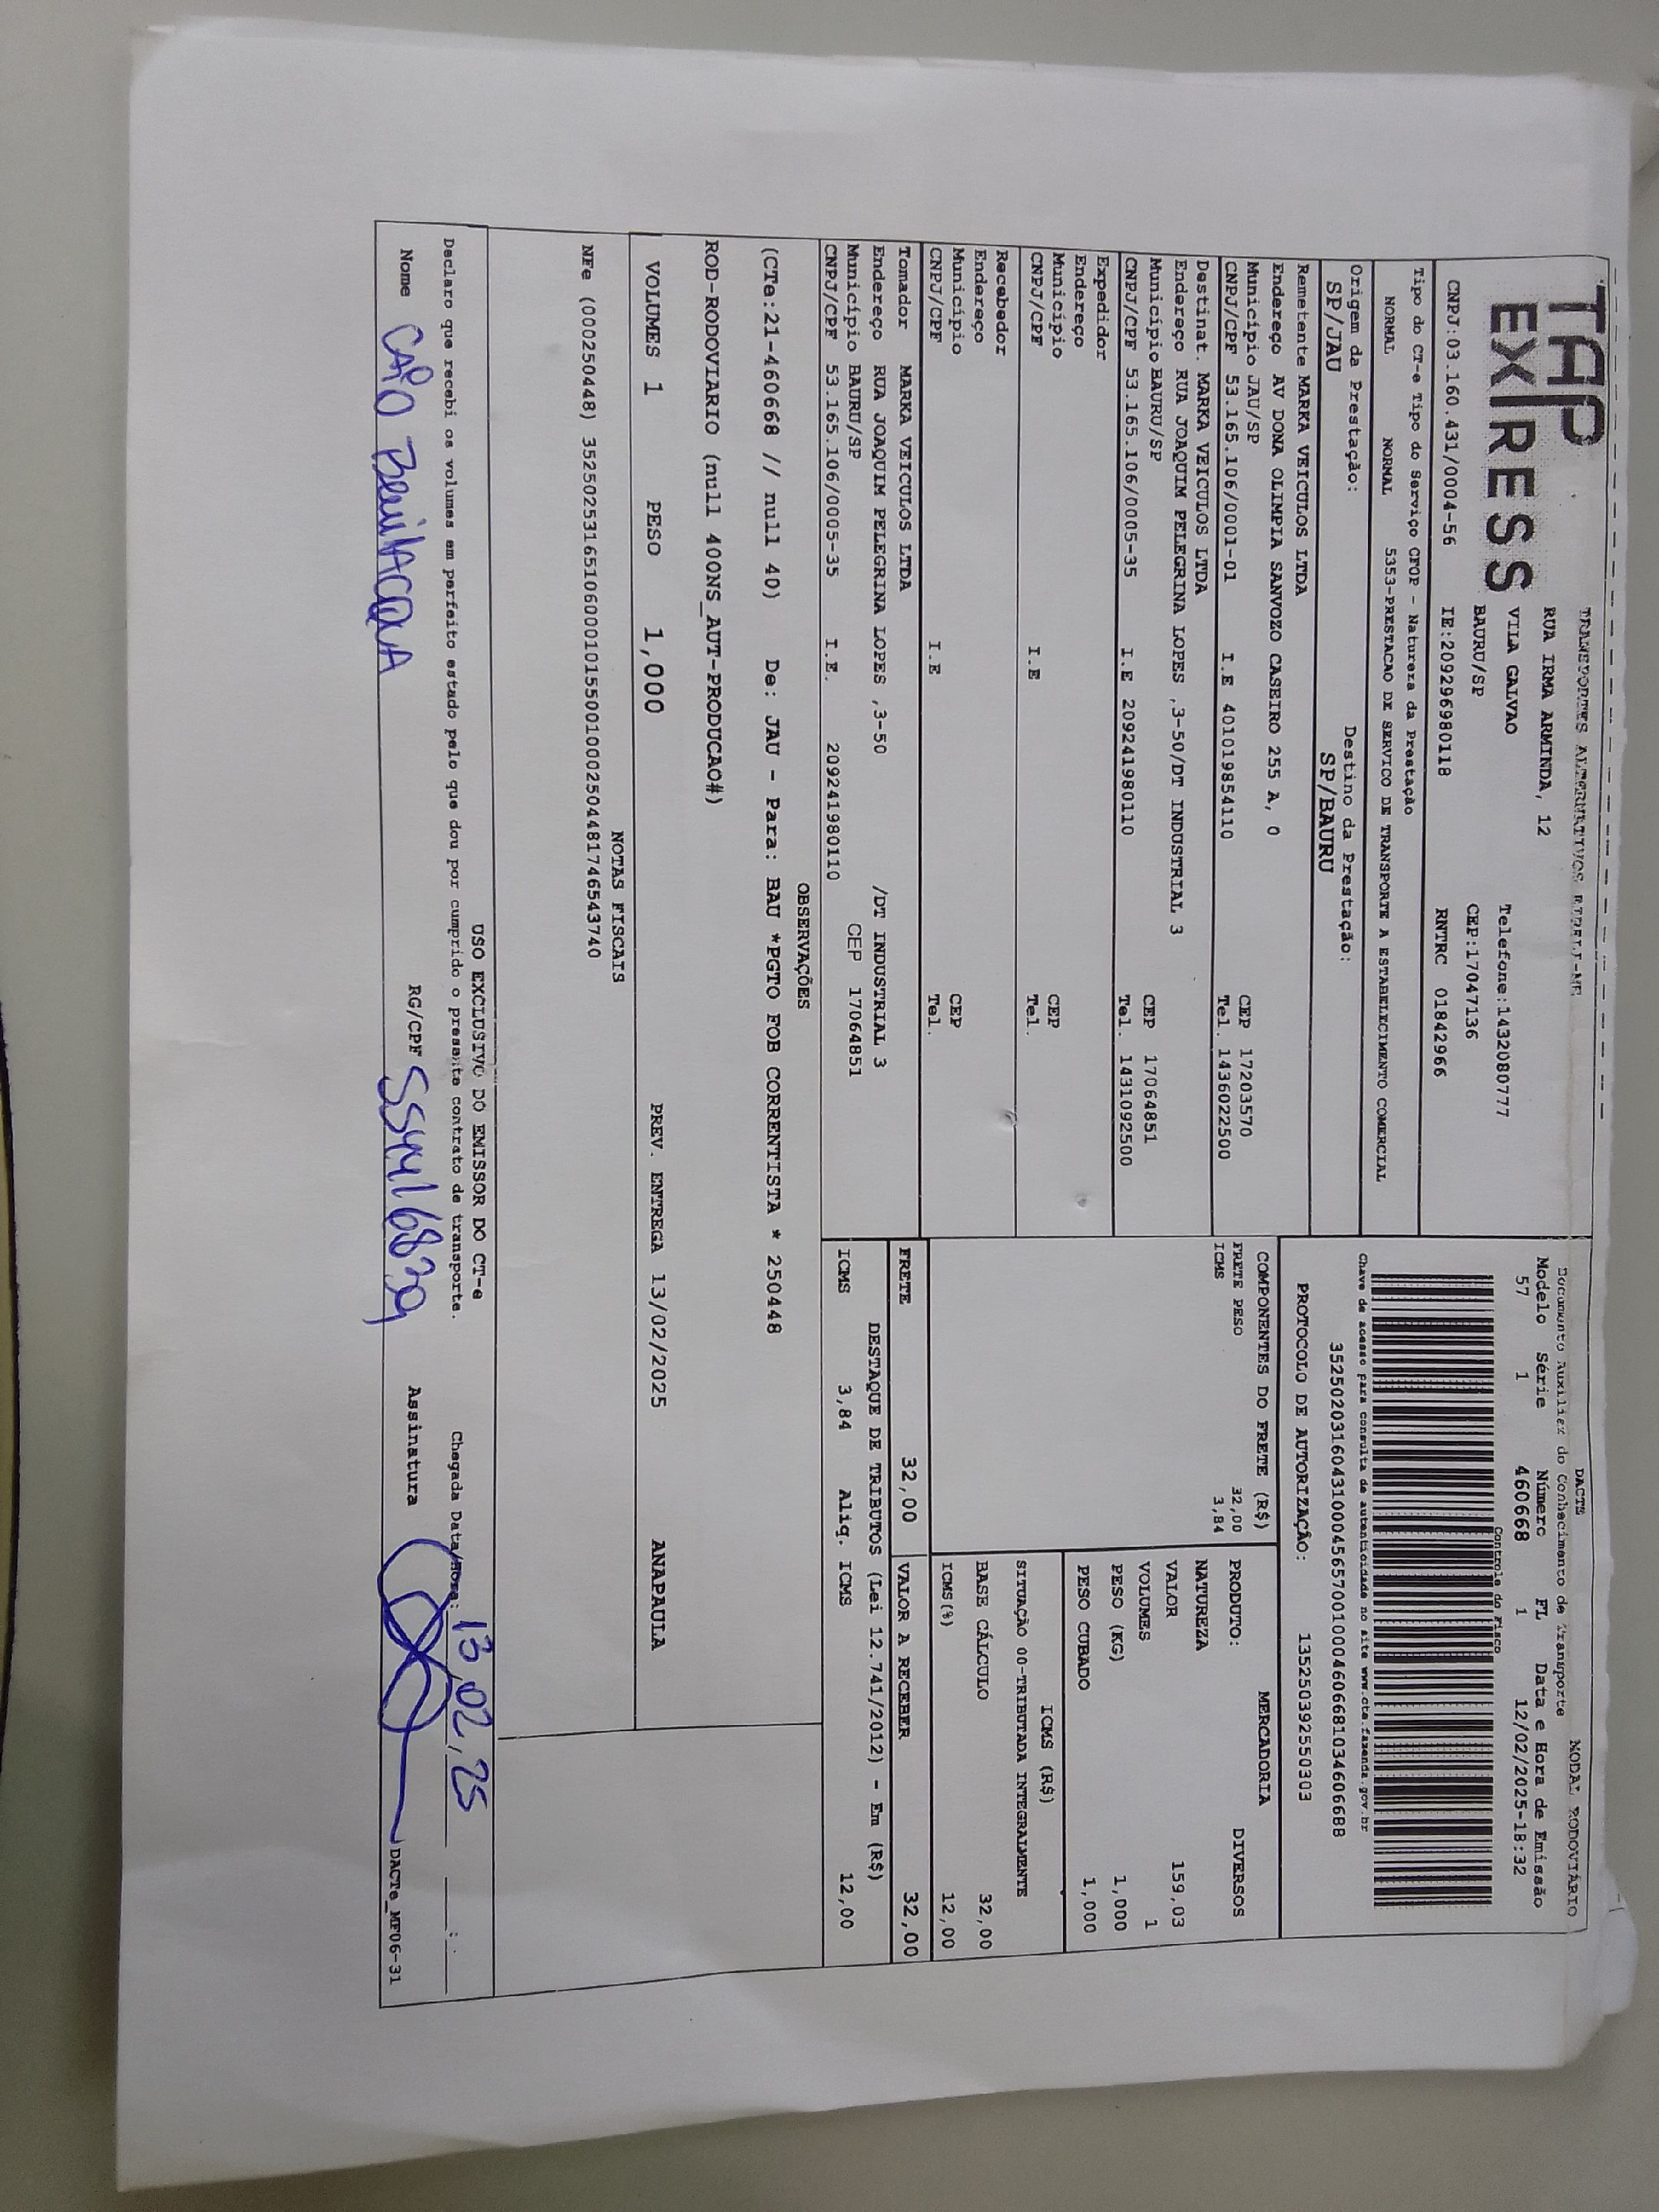 TAP
EXPRESS
TRANSPORTES ALTERNATIVOS EIRELI-ME
RUA IRMA ARMINDA, 12
VILA GALVAO Telefone:1432080777
BAURU/SP CEP:17047136
CNPJ:03.160.431/0004-56 IE:209296980118 RNTRC 01842966
DACTE MODAL RODOVIÁRIO
Documento Auxiliar do Conhecimento de Transporte
Modelo Série Número FL Data e Hora de Emissão
57 1 460668 1 12/02/2025-18:32
Controle do Fisco
Chave de acesso para consulta de autenticidade no site www.cte.fazenda.gov.br
35250203160431000456570010004606681034606688
PROTOCOLO DE AUTORIZAÇÃO: 135250392550303
Tipo do CT-e Tipo do Serviço CFOP - Natureza da Prestação
NORMAL NORMAL 5353-PRESTACAO DE SERVICO DE TRANSPORTE A ESTABELECIMENTO COMERCIAL
Origem da Prestação: Destino da Prestação:
SP/JAU SP/BAURU
Remetente MARKA VEICULOS LTDA
Endereço AV DONA OLIMPIA SANVOZO CASEIRO 255 A, 0
Município JAU/SP CEP 17203570
CNPJ/CPF 53.165.106/0001-01 I.E 401019854110 Tel. 1436022500
Destinat. MARKA VEICULOS LTDA
Endereço RUA JOAQUIM PELEGRINA LOPES ,3-50/DT INDUSTRIAL 3
Município BAURU/SP CEP 17064851
CNPJ/CPF 53.165.106/0005-35 I.E 209241980110 Tel. 1431092500
Expedidor
Endereço
Município CEP
CNPJ/CPF I.E Tel.
Recebedor
Endereço
Município CEP
CNPJ/CPF I.E Tel.
Tomador MARKA VEICULOS LTDA
Endereço RUA JOAQUIM PELEGRINA LOPES ,3-50 /DT INDUSTRIAL 3
Município BAURU/SP CEP 17064851
CNPJ/CPF 53.165.106/0005-35 I.E. 209241980110
COMPONENTES DO FRETE (R$)
FRETE PESO 32,00
ICMS 3,84
MERCADORIA
PRODUTO: DIVERSOS
NATUREZA
VALOR 159,03
VOLUMES 1
PESO (KG) 1,000
PESO CUBADO 1,000
ICMS (R$)
SITUAÇÃO 00-TRIBUTADA INTEGRALMENTE
BASE CÁLCULO 32,00
ICMS(%) 12,00
FRETE 32,00 VALOR A RECEBER 32,00
DESTAQUE DE TRIBUTOS (Lei 12.741/2012) - Em (R$)
ICMS 3,84 Aliq. ICMS 12,00
OBSERVAÇÕES
(CTe:21-460668 // null 40) De: JAU - Para: BAU *PGTO FOB CORRENTISTA * 250448
ROD-RODOVIARIO (null 400NS_AUT-PRODUCAO#)
VOLUMES 1 PESO 1,000 PREV. ENTREGA 13/02/2025 ANAPAULA
NOTAS FISCAIS
NFe (000250448) 35250253165106000101550010002504481746543740
USO EXCLUSIVO DO EMISSOR DO CT-e
Declaro que recebi os volumes em perfeito estado pelo que dou por cumprido o presente contrato de transporte. Chegada Data/Hora: 13,02,25 __:__
Nome CAIO BEVILACQUA RG/CPF Assinatura DACTe_MF06-31